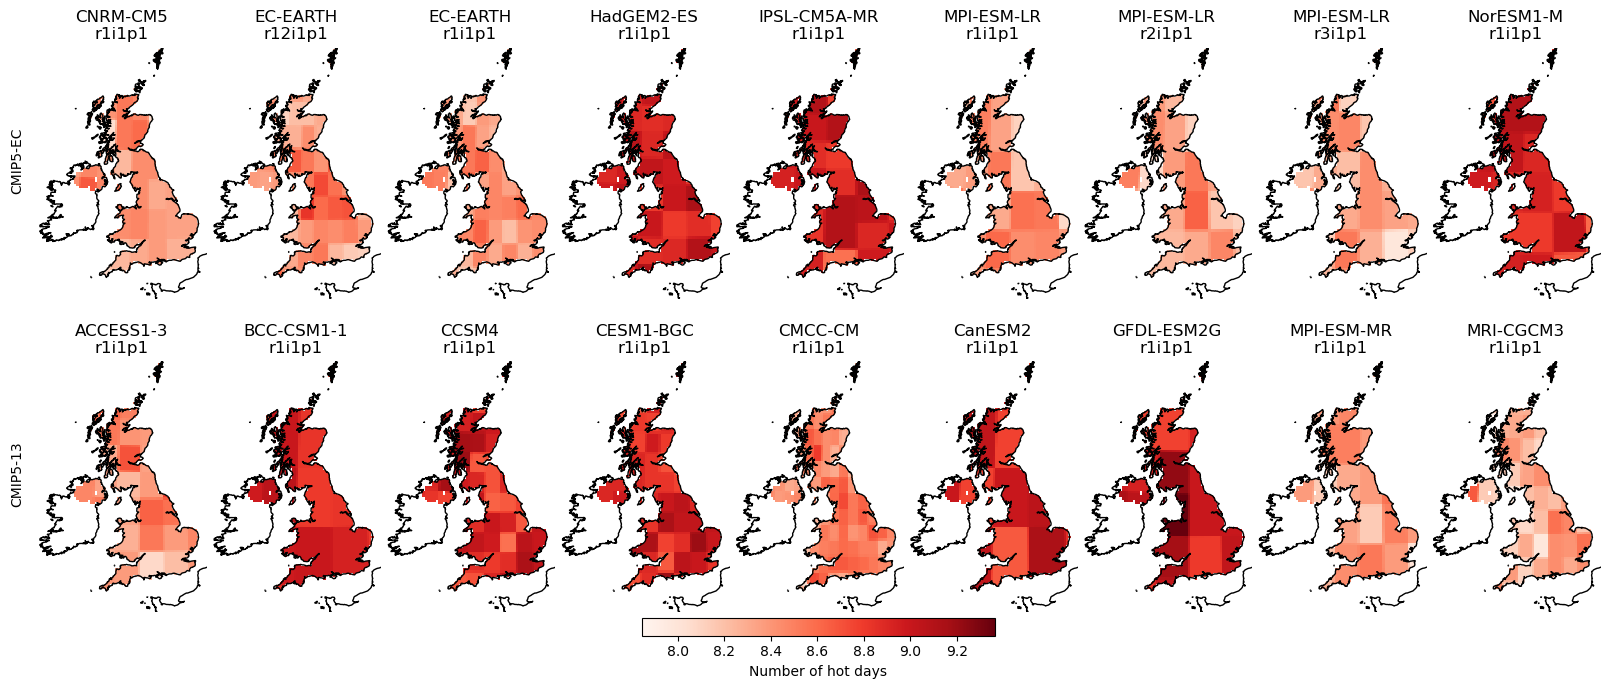 CNRM-CM5 EC-EARTH EC-EARTH HadGEM2-ES IPSL-CM5A-MR MPI-ESM-LR MPI-ESM-LR MPI-ESM-LR NorESM1-M
r1i1p1 r12i1p1 r1i1p1 r1i1p1 r1i1p1 r1i1p1 r2i1p1 r3i1p1 r1i1p1
CMIP5-EC
ACCESS1-3 BCC-CSM1-1 CCSM4 CESM1-BGC CMCC-CM CanESM2 GFDL-ESM2G MPI-ESM-MR MRI-CGCM3
r1i1p1 r1i1p1 r1i1p1 r1i1p1 r1i1p1 r1i1p1 r1i1p1 r1i1p1 r1i1p1
CMIP5-13
8.0 8.2 8.4 8.6 8.8 9.0 9.2
Number of hot days